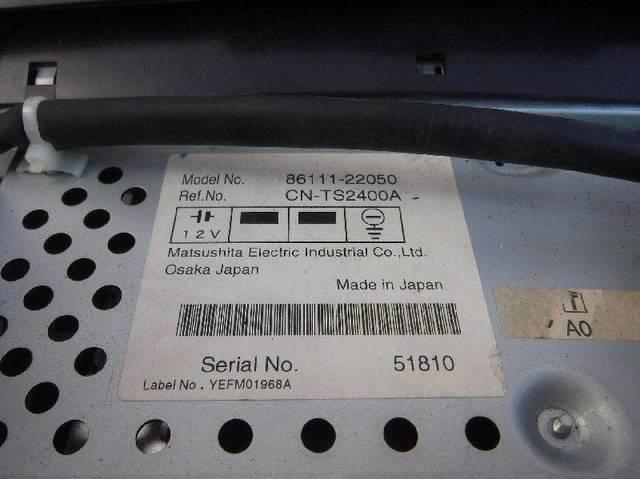 Model No. 86111-22050
Ref.No. CN-TS2400A
12V
Matsushita Electric Industrial Co.,Ltd.
Osaka Japan
Made in Japan
Serial No. 51810
Label No. YEFM01968A
A0